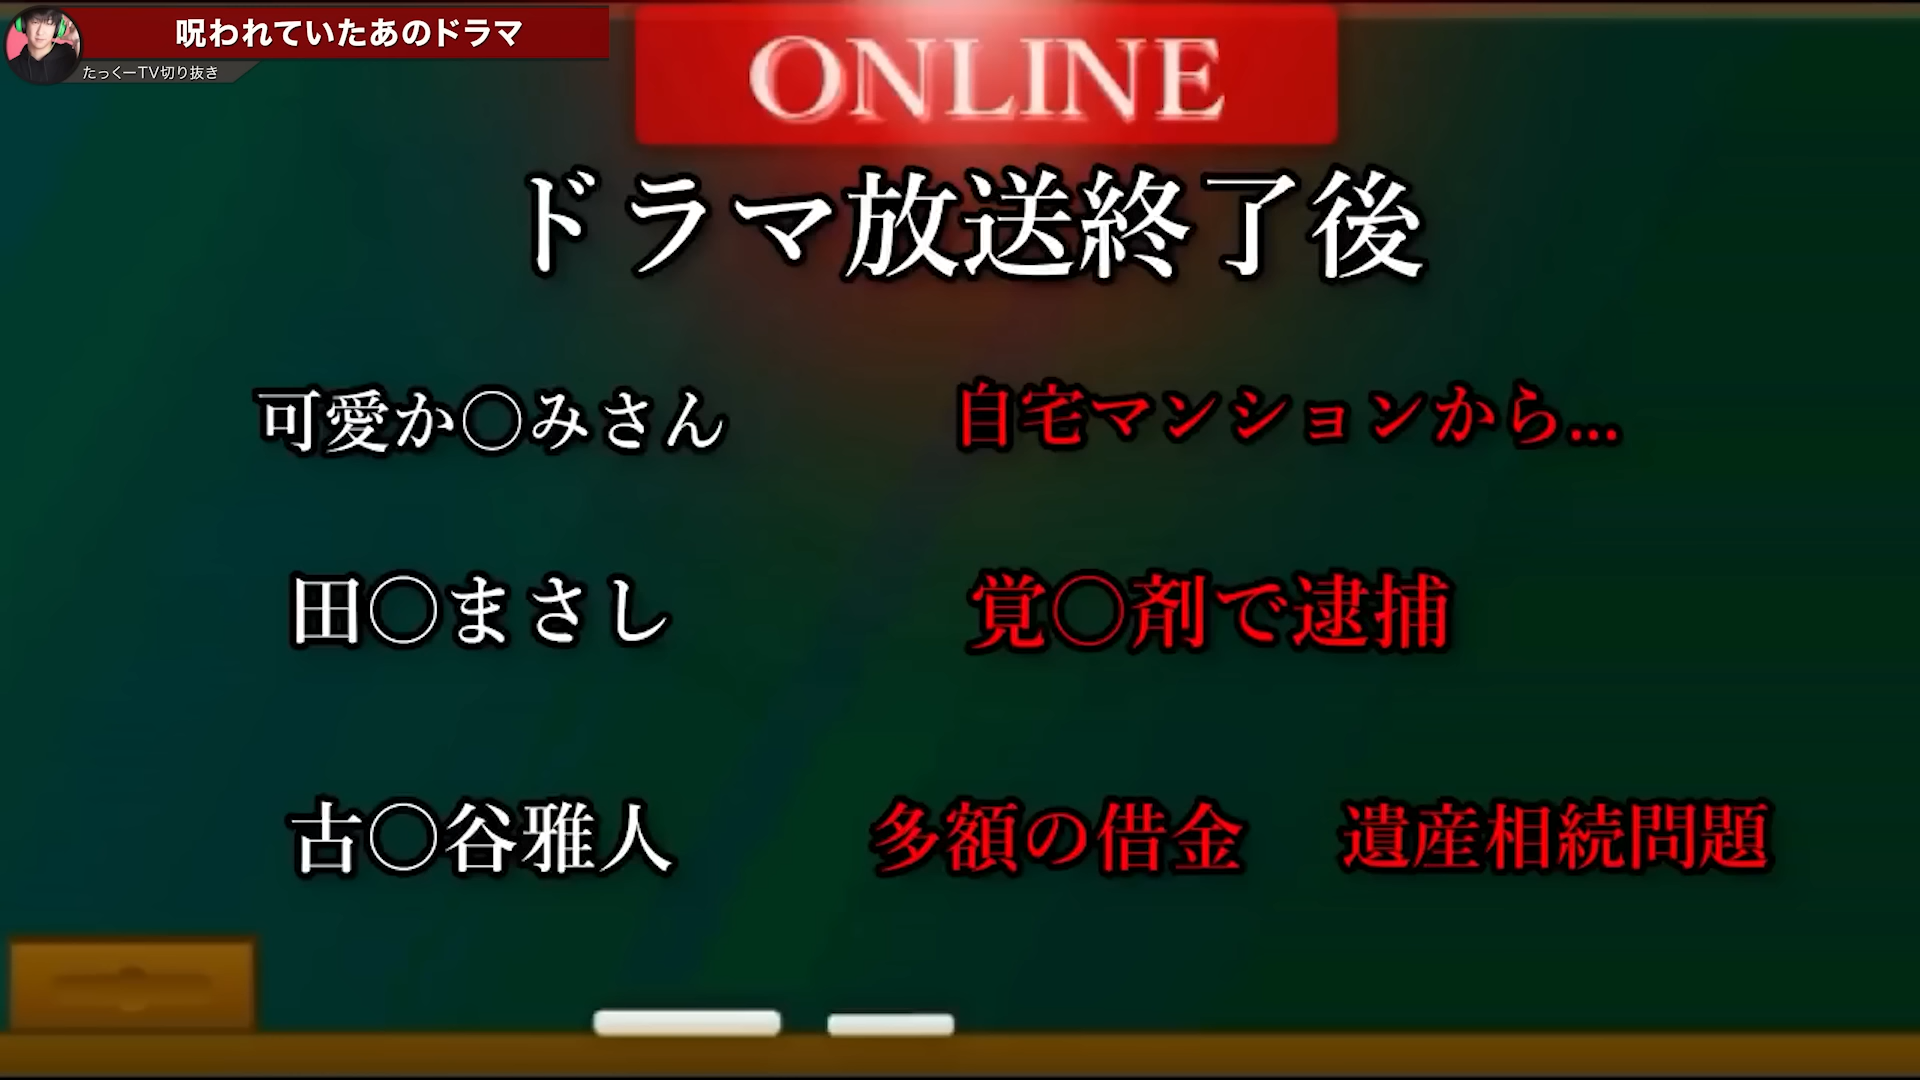 呪われていたあのドラマ
たっくーTV切り抜き
ONLINE
ドラマ放送終了後
可愛か〇みさん 自宅マンションから...
田〇まさし 覚〇剤で逮捕
古〇谷雅人 多額の借金 遺産相続問題